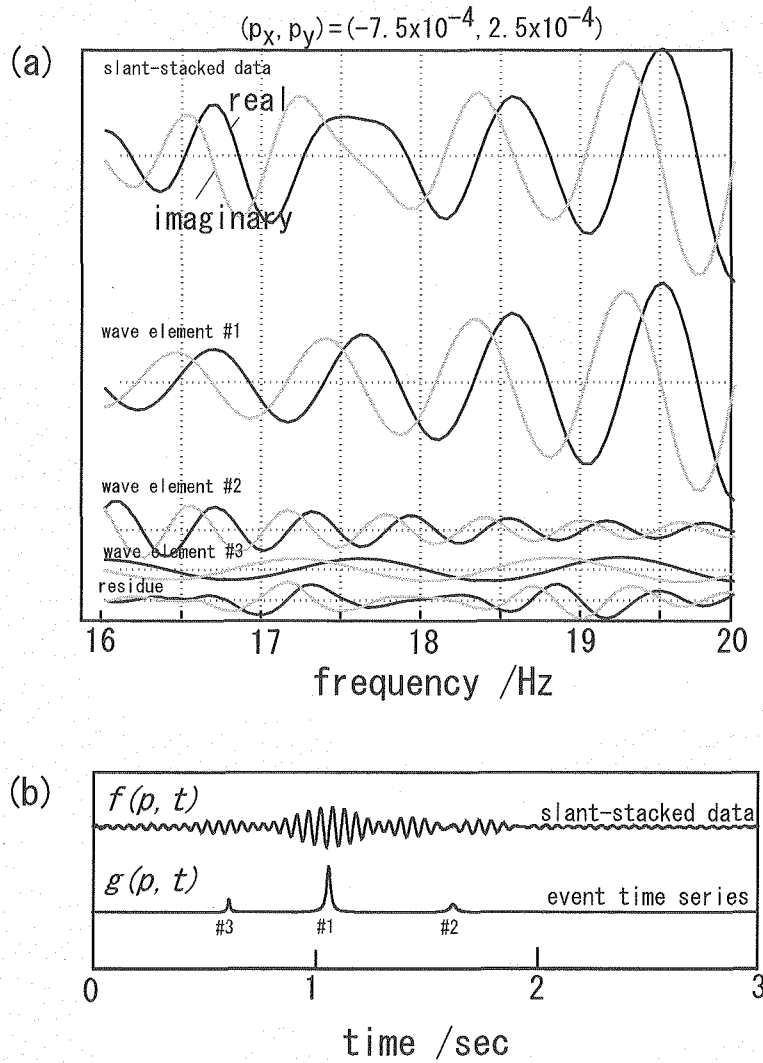 (px, py)=(-7.5x10⁻⁴, 2.5x10⁻⁴)
(a)
slant-stacked data
real
imaginary
wave element #1
wave element #2
wave element #3
residue
16 17 18 19 20
frequency /Hz
(b)
f(p, t)
slant-stacked data
g(p, t)
event time series
#3 #1 #2
0 1 2 3
time /sec